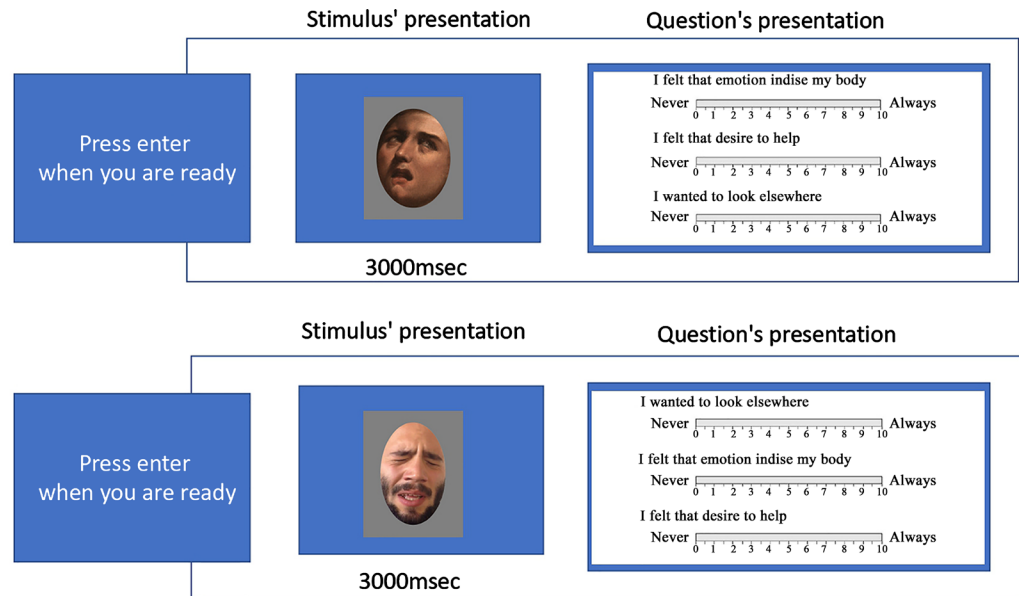 Stimulus' presentation
Question's presentation
Press enter
when you are ready
3000msec
I felt that emotion indise my body
Never
Always
0 1 2 3 4 5 6 7 8 9 10
I felt that desire to help
Never
Always
0 1 2 3 4 5 6 7 8 9 10
I wanted to look elsewhere
Never
Always
0 1 2 3 4 5 6 7 8 9 10
Stimulus' presentation
Question's presentation
Press enter
when you are ready
3000msec
I wanted to look elsewhere
Never
Always
0 1 2 3 4 5 6 7 8 9 10
I felt that emotion indise my body
Never
Always
0 1 2 3 4 5 6 7 8 9 10
I felt that desire to help
Never
Always
0 1 2 3 4 5 6 7 8 9 10